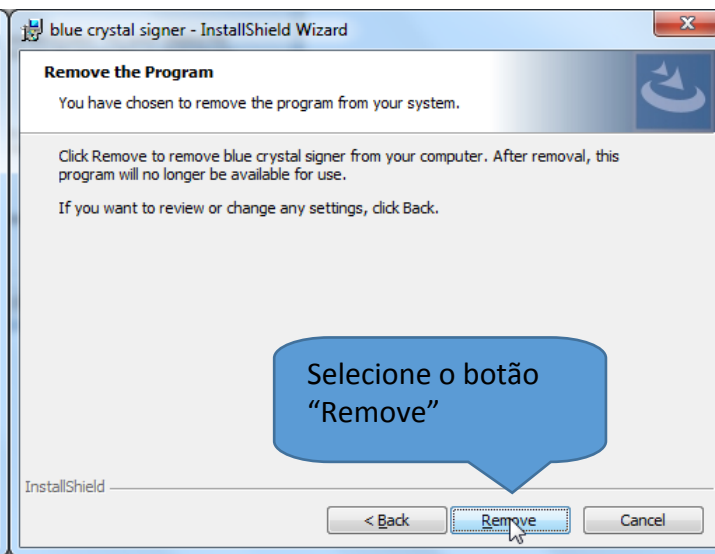 blue crystal signer - InstallShield Wizard
Remove the Program
You have chosen to remove the program from your system.
Click Remove to remove blue crystal signer from your computer. After removal, this
program will no longer be available for use.
If you want to review or change any settings, click Back.
Selecione o botão
“Remove”
InstallShield
< Back
Remove
Cancel